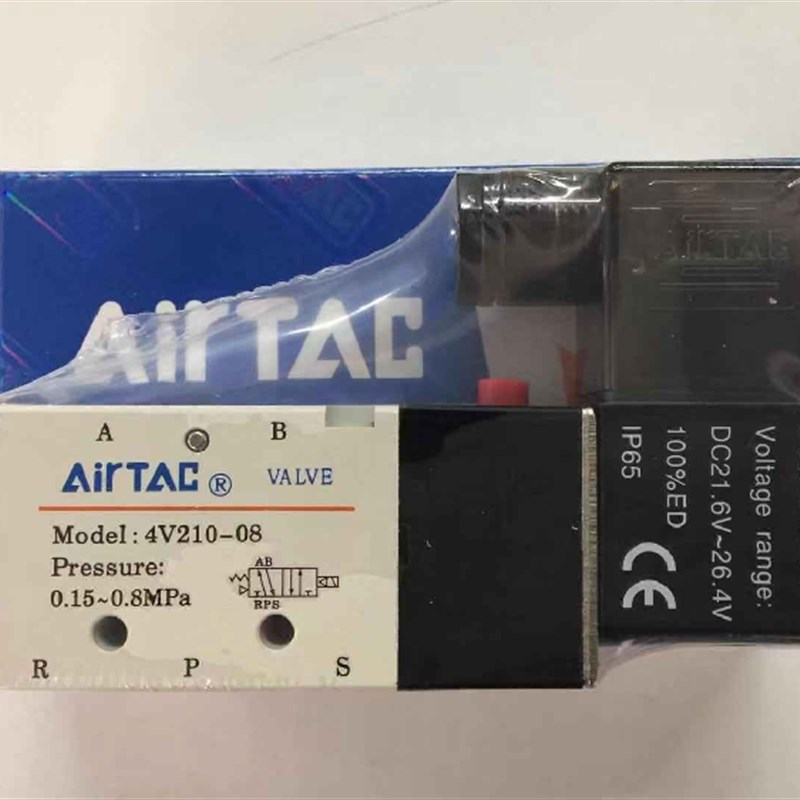 AirTAC
AirTAC
A B
AirTAC ® VALVE
Model: 4V210-08
Pressure:
0.15~0.8MPa
AB
RPS
R P S
Voltage range:
DC21.6V~26.4V
100%ED
IP65
CE